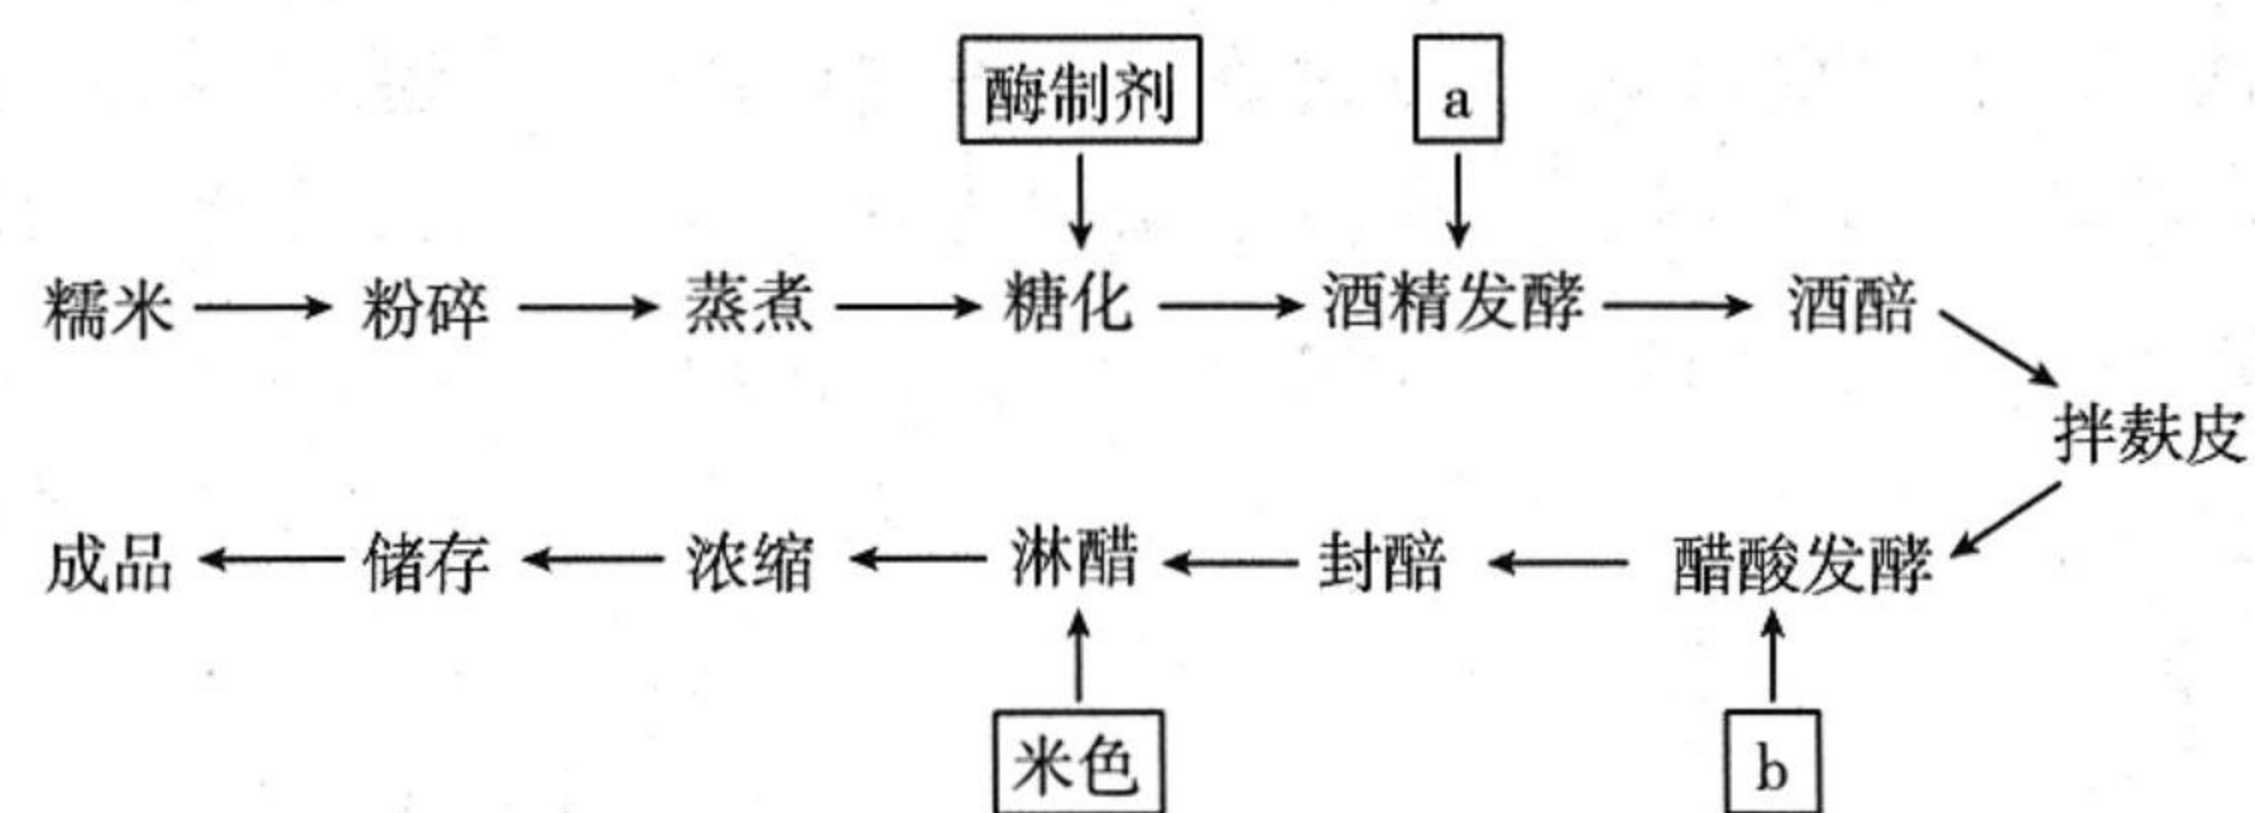 酶制剂 a
糯米 粉碎 蒸煮 糖化 酒精发酵 酒醅
拌麸皮
成品 储存 浓缩 淋醋 封醅 醋酸发酵
米色 b